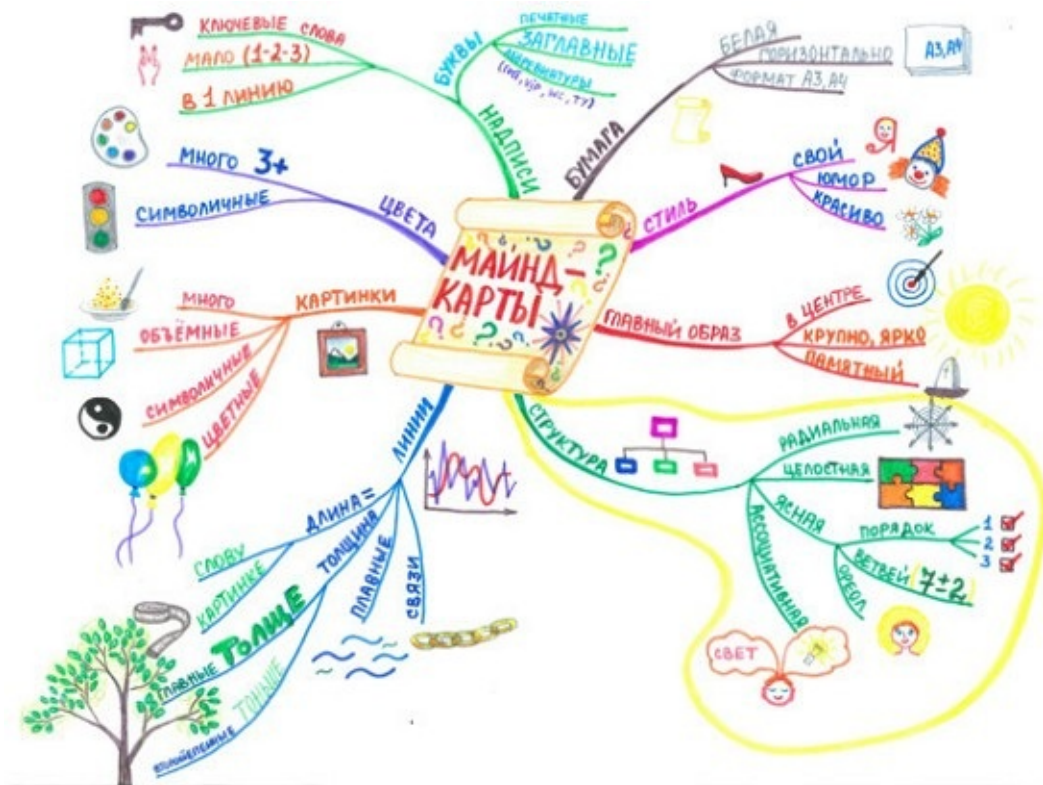 МАЙНД-
КАРТЫ
БУМАГА
БЕЛАЯ
ГОРИЗОНТАЛЬНО
ФОРМАТ А3,А4
А3,А4
СТИЛЬ
СВОЙ
Я
ЮМОР
КРАСИВО
ГЛАВНЫЙ ОБРАЗ
В ЦЕНТРЕ
КРУПНО, ЯРКО
ПАМЯТНЫЙ
СТРУКТУРА
РАДИАЛЬНАЯ
ЦЕЛОСТНАЯ
ЯСНАЯ
ПОРЯДОК
1
2
3
ВЕТВЕЙ (7±2)
ОРЕОЛ
АССОЦИАТИВНАЯ
СВЕТ
ЛИНИИ
СВЯЗИ
ПЛАВНЫЕ
ТОЛЩИНА
ГЛАВНЫЕ ТОЛЩЕ
ТОНЬШЕ
ДЛИНА=
СЛОВУ
КАРТИНКЕ
КАРТИНКИ
МНОГО
ОБЪЁМНЫЕ
СИМВОЛИЧНЫЕ
ЦВЕТНЫЕ
ЦВЕТА
МНОГО 3+
СИМВОЛИЧНЫЕ
НАДПИСИ
КЛЮЧЕВЫЕ СЛОВА
МАЛО (1-2-3)
В 1 ЛИНИЮ
БУКВЫ
ПЕЧАТНЫЕ
ЗАГЛАВНЫЕ